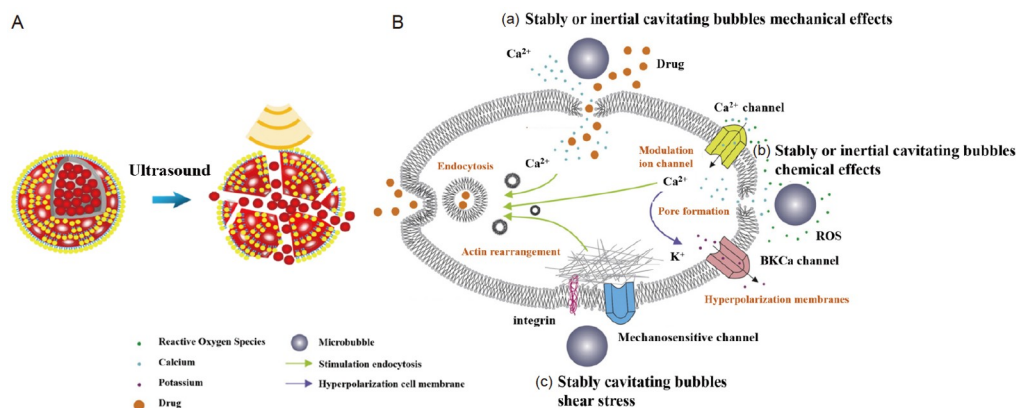 A
Ultrasound
B
(a) Stably or inertial cavitating bubbles mechanical effects
Ca²⁺
Drug
Ca²⁺ channel
Endocytosis
Ca²⁺
Modulation
ion channel
(b) Stably or inertial cavitating bubbles
chemical effects
Ca²⁺
Pore formation
ROS
Actin rearrangement
K⁺
BKCa channel
Hyperpolarization membranes
integrin
Mechanosensitive channel
(c) Stably cavitating bubbles
shear stress
Reactive Oxygen Species
Calcium
Potassium
Drug
Microbubble
Stimulation endocytosis
Hyperpolarization cell membrane